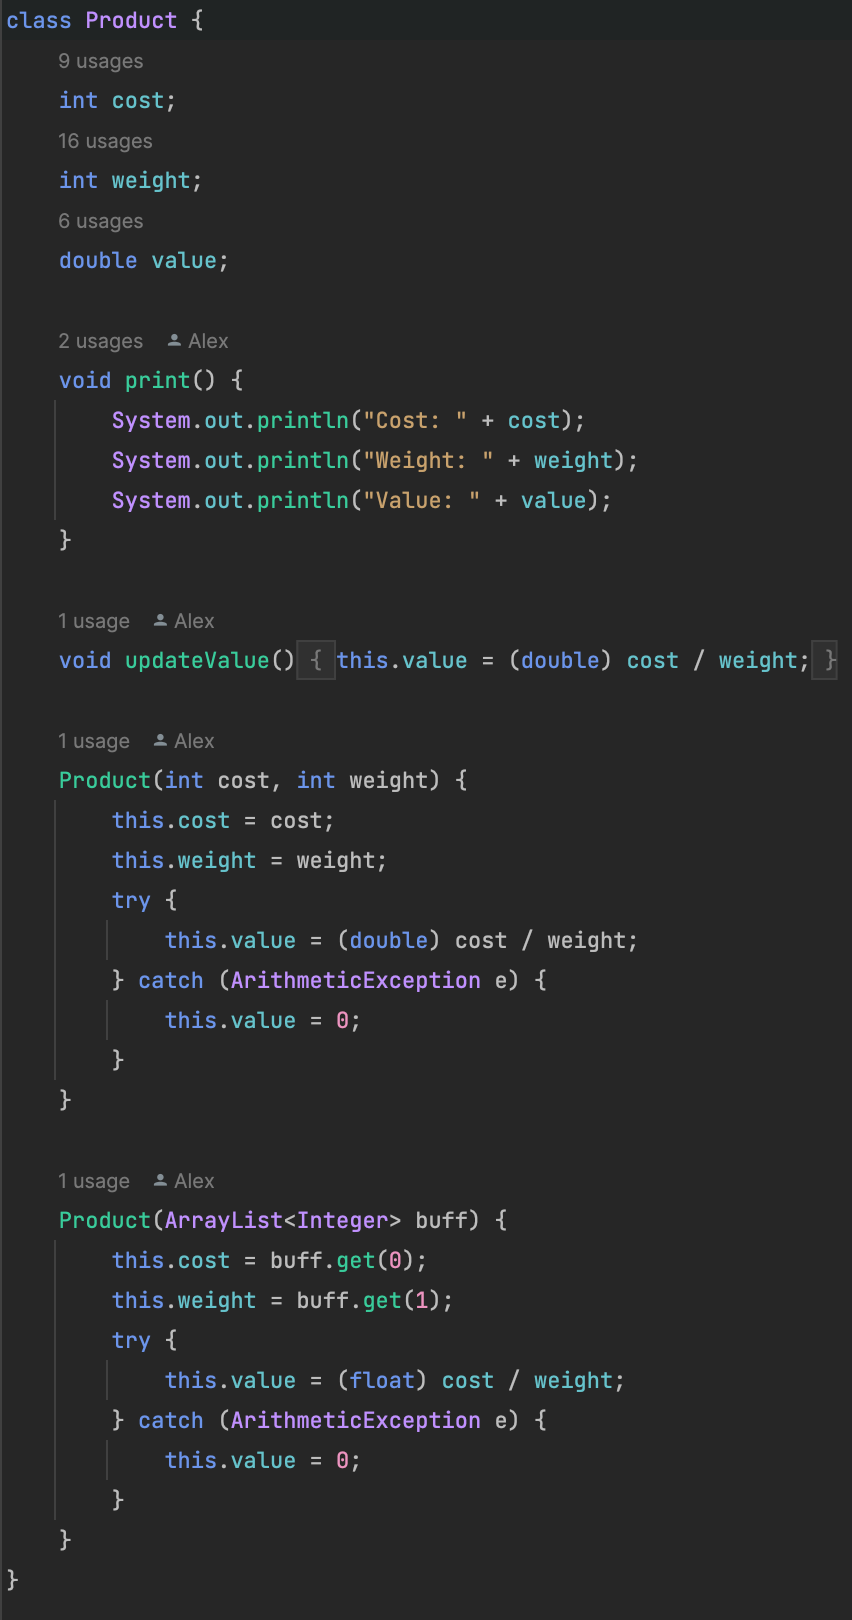 class Product {
9 usages
int cost;
16 usages
int weight;
6 usages
double value;
2 usages Alex
void print() {
System.out.println("Cost: " + cost);
System.out.println("Weight: " + weight);
System.out.println("Value: " + value);
}
1 usage Alex
void updateValue() { this.value = (double) cost / weight; }
1 usage Alex
Product(int cost, int weight) {
this.cost = cost;
this.weight = weight;
try {
this.value = (double) cost / weight;
} catch (ArithmeticException e) {
this.value = 0;
}
}
1 usage Alex
Product(ArrayList<Integer> buff) {
this.cost = buff.get(0);
this.weight = buff.get(1);
try {
this.value = (float) cost / weight;
} catch (ArithmeticException e) {
this.value = 0;
}
}
}